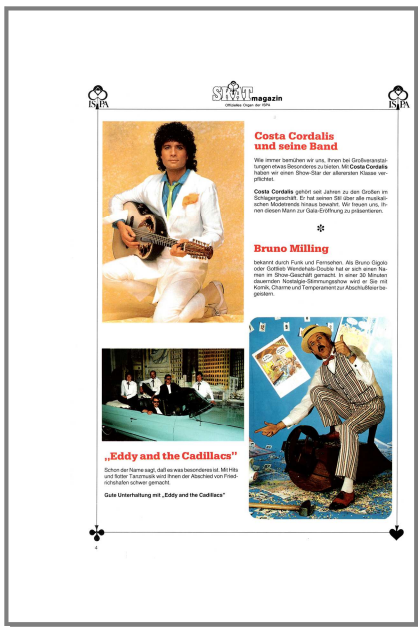 SKAT magazin
Offizielles Organ der ISPA
ISPA
ISPA
Costa Cordalis
und seine Band
Wie immer bemühen wir uns, Ihnen bei Großveranstal-
tungen etwas Besonderes zu bieten. Mit Costa Cordalis
haben wir einen Show-Star der allerersten Klasse ver-
pflichtet.
Costa Cordalis gehört seit Jahren zu den Großen im
Schlagergeschäft. Er hat seinen Stil über alle musikali-
schen Modetrends hinaus bewahrt. Wir freuen uns, Ih-
nen diesen Mann zur Gala-Eröffnung zu präsentieren.
Bruno Milling
bekannt durch Funk und Fernsehen. Als Bruno Gigolo
oder Gottlieb Wendehals-Double hat er sich einen Na-
men im Show-Geschäft gemacht. In einer 30 Minuten
dauernden Nostalgie-Stimmungsshow wird er Sie mit
Komik, Charme und Temperament zur Abschlußfeier be-
geistern.
„Eddy and the Cadillacs"
Schon der Name sagt, daß es was besonderes ist. Mit Hits
und flotter Tanzmusik wird Ihnen der Abschied von Fried-
richshafen schwer gemacht.
Gute Unterhaltung mit „Eddy and the Cadillacs"
4